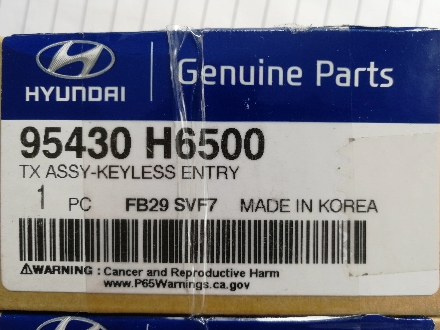 HYUNDAI
Genuine Parts
95430 H6500
TX ASSY-KEYLESS ENTRY
1 PC FB29 SVF7 MADE IN KOREA
WARNING : Cancer and Reproductive Harm
www.P65Warnings.ca.gov